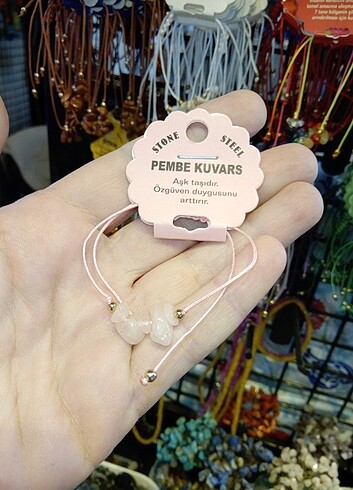 STONE STEEL
PEMBE KUVARS
Aşk taşıdır.
Özgüven duygusunu
arttırır.